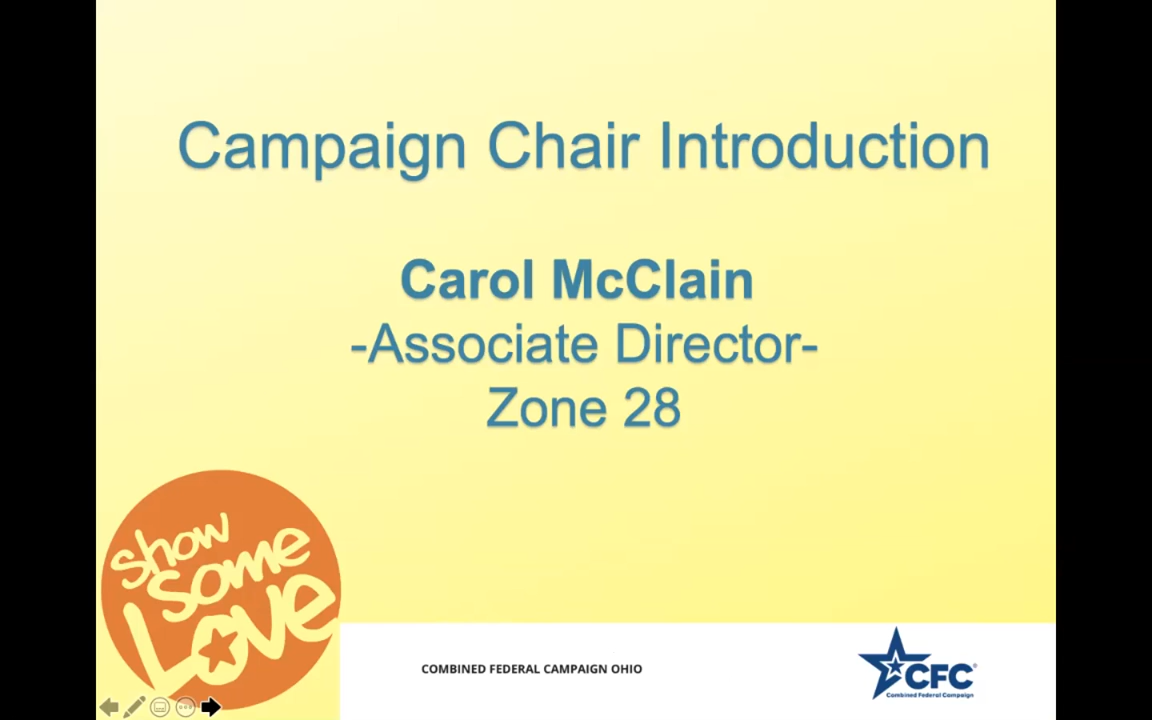 Campaign Chair Introduction
Carol McClain
-Associate Director-
Zone 28
show
some
Love
COMBINED FEDERAL CAMPAIGN OHIO
CFC®
Combined Federal Campaign